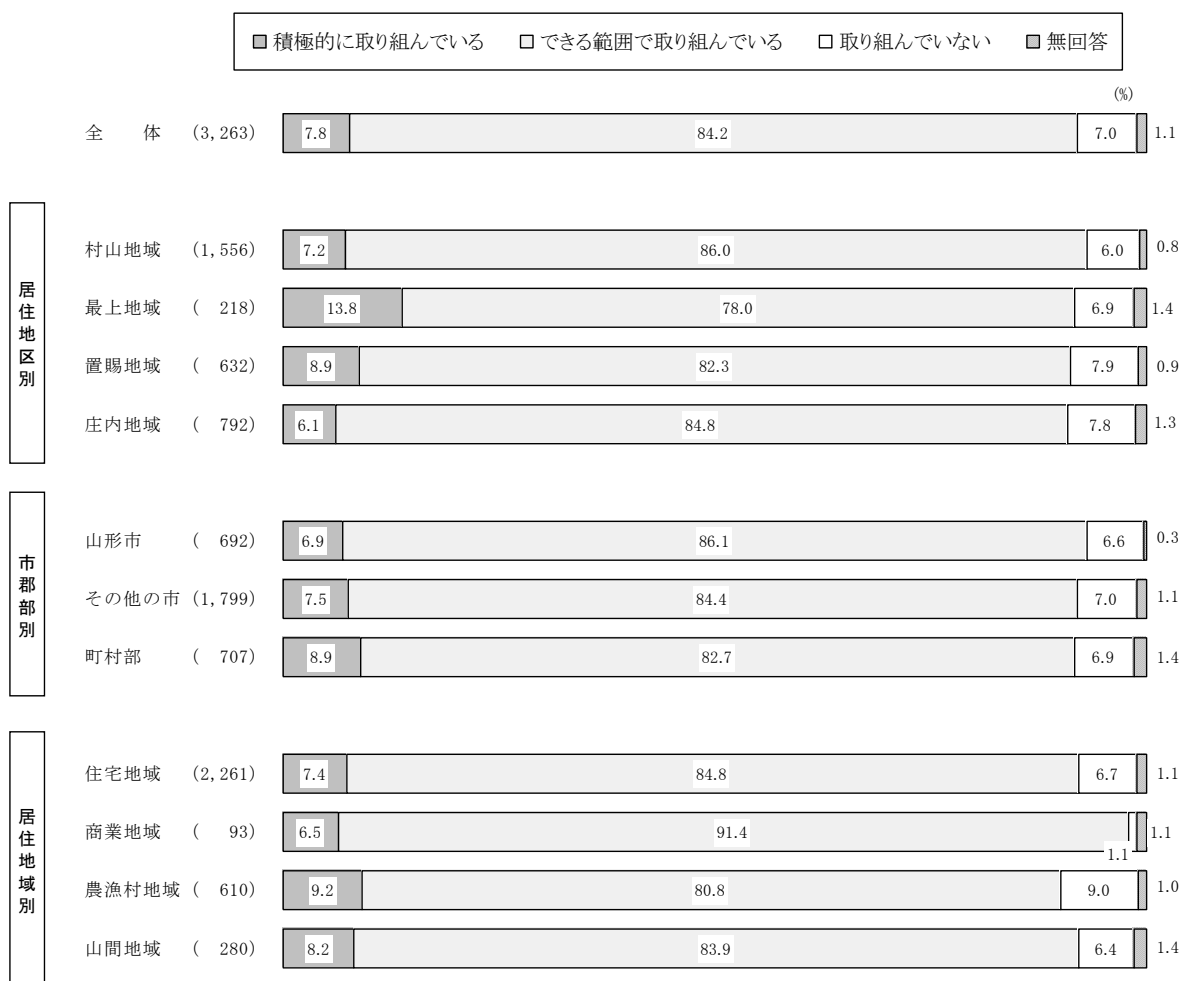 ■ 積極的に取り組んでいる □ できる範囲で取り組んでいる □ 取り組んでいない ■ 無回答
(%)
全 体 (3,263) 7.8 84.2 7.0 1.1
居住地区別
村山地域 (1,556) 7.2 86.0 6.0 0.8
最上地域 ( 218) 13.8 78.0 6.9 1.4
置賜地域 ( 632) 8.9 82.3 7.9 0.9
庄内地域 ( 792) 6.1 84.8 7.8 1.3
市郡部別
山形市 ( 692) 6.9 86.1 6.6 0.3
その他の市 (1,799) 7.5 84.4 7.0 1.1
町村部 ( 707) 8.9 82.7 6.9 1.4
居住地域別
住宅地域 (2,261) 7.4 84.8 6.7 1.1
商業地域 ( 93) 6.5 91.4 1.1 1.1
農漁村地域 ( 610) 9.2 80.8 9.0 1.0
山間地域 ( 280) 8.2 83.9 6.4 1.4